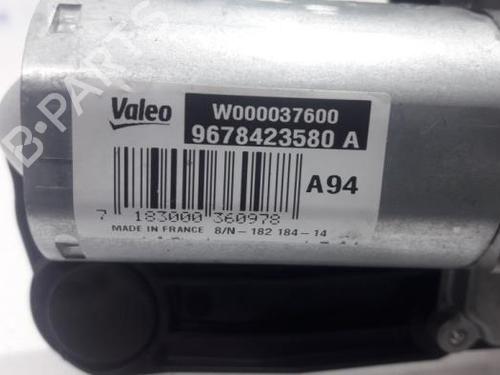 Valeo
W000037600
9678423580 A
A94
7 183000 360978
MADE IN FRANCE S/N - 182 184 - 14
B-PARTS